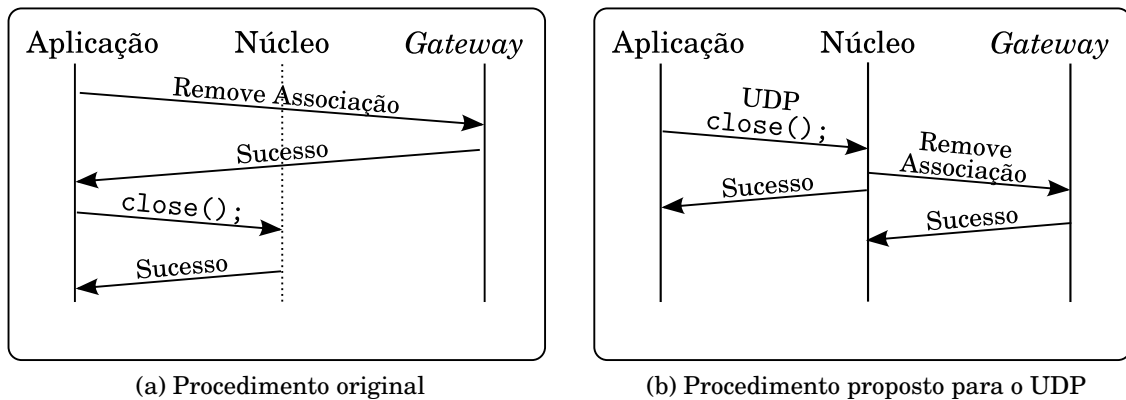 Aplicação Núcleo Gateway
Remove Associação
Sucesso
close();
Sucesso
(a) Procedimento original
Aplicação Núcleo Gateway
UDP
close();
Remove
Associação
Sucesso
Sucesso
(b) Procedimento proposto para o UDP